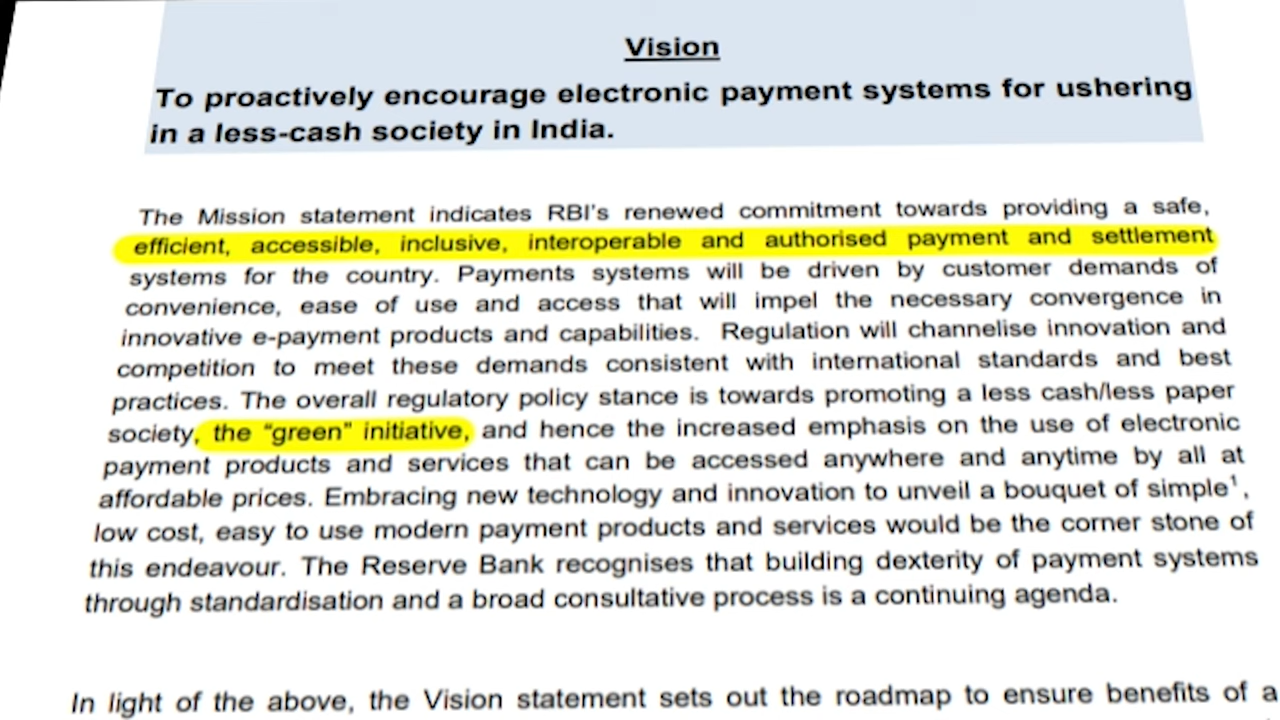 Vision
To proactively encourage electronic payment systems for ushering
in a less-cash society in India.
The Mission statement indicates RBI's renewed commitment towards providing a safe,
efficient, accessible, inclusive, interoperable and authorised payment and settlement
systems for the country. Payments systems will be driven by customer demands of
convenience, ease of use and access that will impel the necessary convergence in
innovative e-payment products and capabilities. Regulation will channelise innovation and
competition to meet these demands consistent with international standards and best
practices. The overall regulatory policy stance is towards promoting a less cash/less paper
society, the “green” initiative, and hence the increased emphasis on the use of electronic
payment products and services that can be accessed anywhere and anytime by all at
affordable prices. Embracing new technology and innovation to unveil a bouquet of simple¹,
low cost, easy to use modern payment products and services would be the corner stone of
this endeavour. The Reserve Bank recognises that building dexterity of payment systems
through standardisation and a broad consultative process is a continuing agenda.
In light of the above, the Vision statement sets out the roadmap to ensure benefits of a